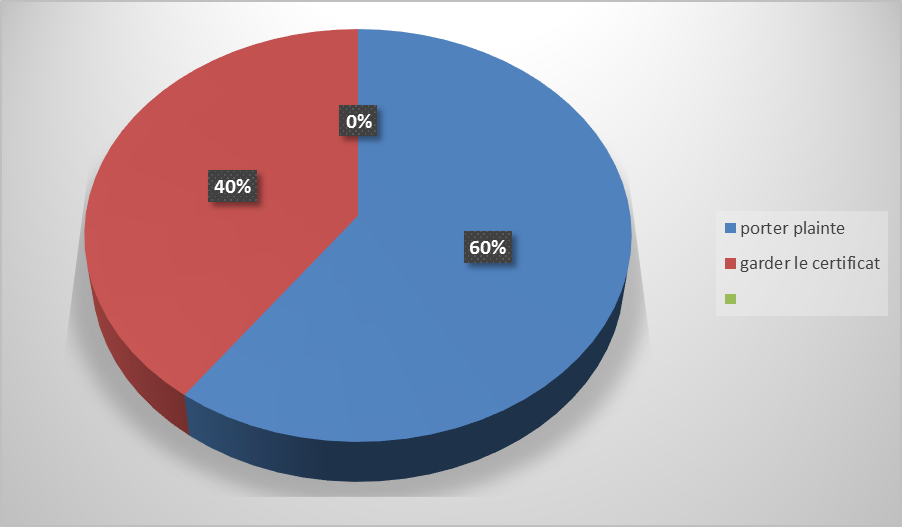 0%
40%
60%
porter plainte
garder le certificat